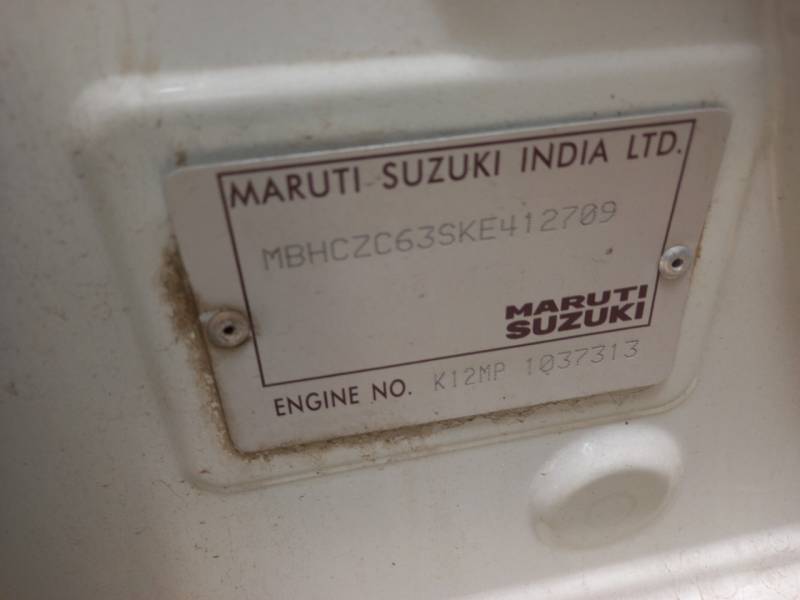 MARUTI SUZUKI INDIA LTD.
MBHCZC63SKE412709
MARUTI
SUZUKI
ENGINE NO. K12MP 1037313